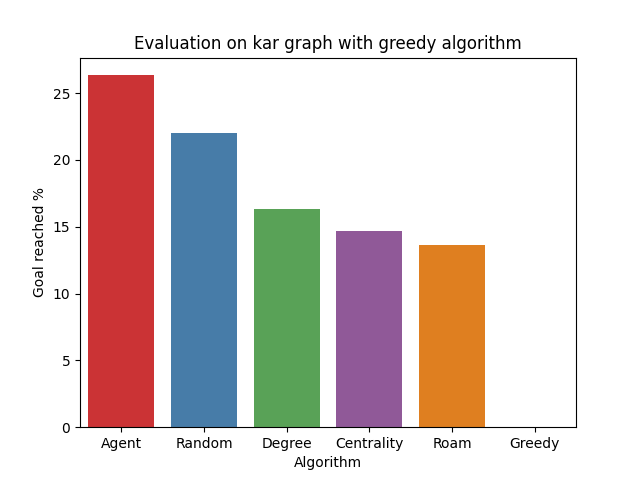 Evaluation on kar graph with greedy algorithm
25
20
15
10
5
0
Goal reached %
Agent Random Degree Centrality Roam Greedy
Algorithm